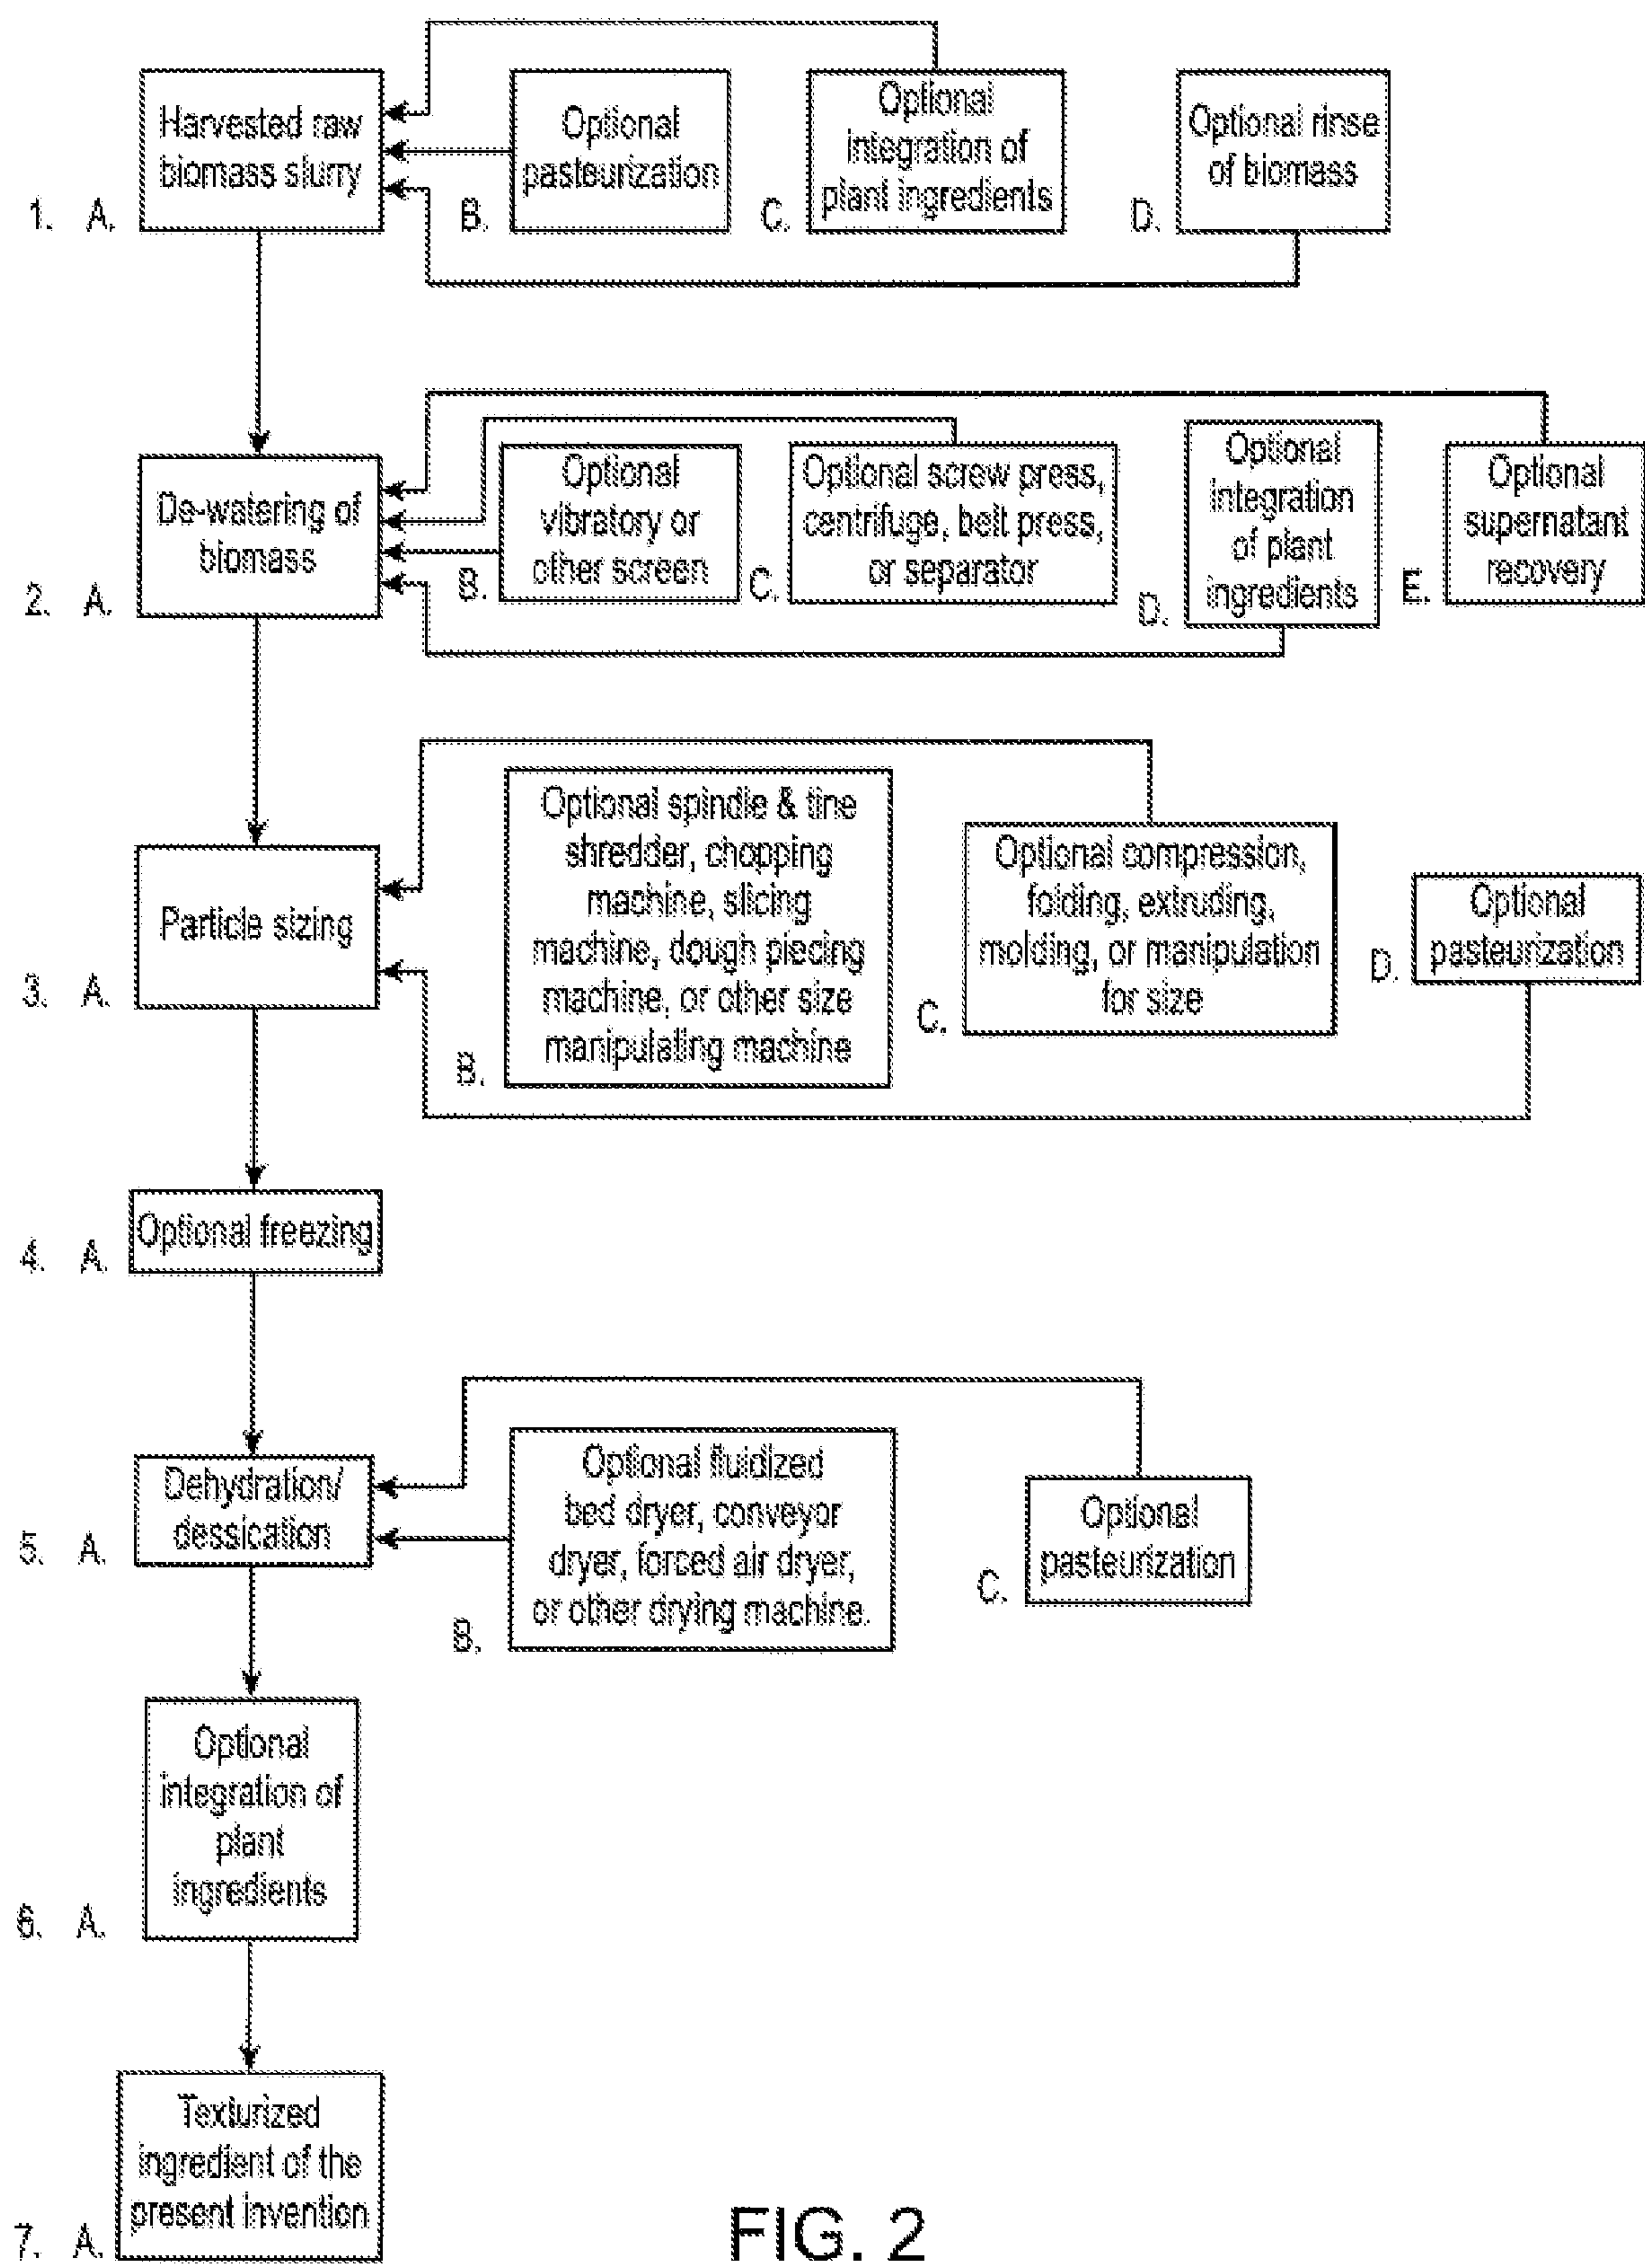 1. A.
Harvested raw
biomass slurry
B.
Optional
pasteurization
C.
Optional
integration of
plant ingredients
D.
Optional rinse
of biomass
2. A.
De-watering of
biomass
B.
Optional
vibratory or
other screen
C.
Optional screw press,
centrifuge, belt press,
or separator
D.
Optional
integration
of plant
ingredients
E.
Optional
supernatant
recovery
3. A.
Particle sizing
B.
Optional spindle & tine
shredder, chopping
machine, slicing
machine, dough piecing
machine, or other size
manipulating machine
C.
Optional compression,
folding, extruding,
molding, or manipulation
for size
D.
Optional
pasteurization
4. A.
Optional freezing
5. A.
Dehydration/
dessication
B.
Optional fluidized
bed dryer, conveyor
dryer, forced air dryer,
or other drying machine.
C.
Optional
pasteurization
6. A.
Optional
integration of
plant
ingredients
7. A.
Texturized
ingredient of the
present invention
FIG. 2